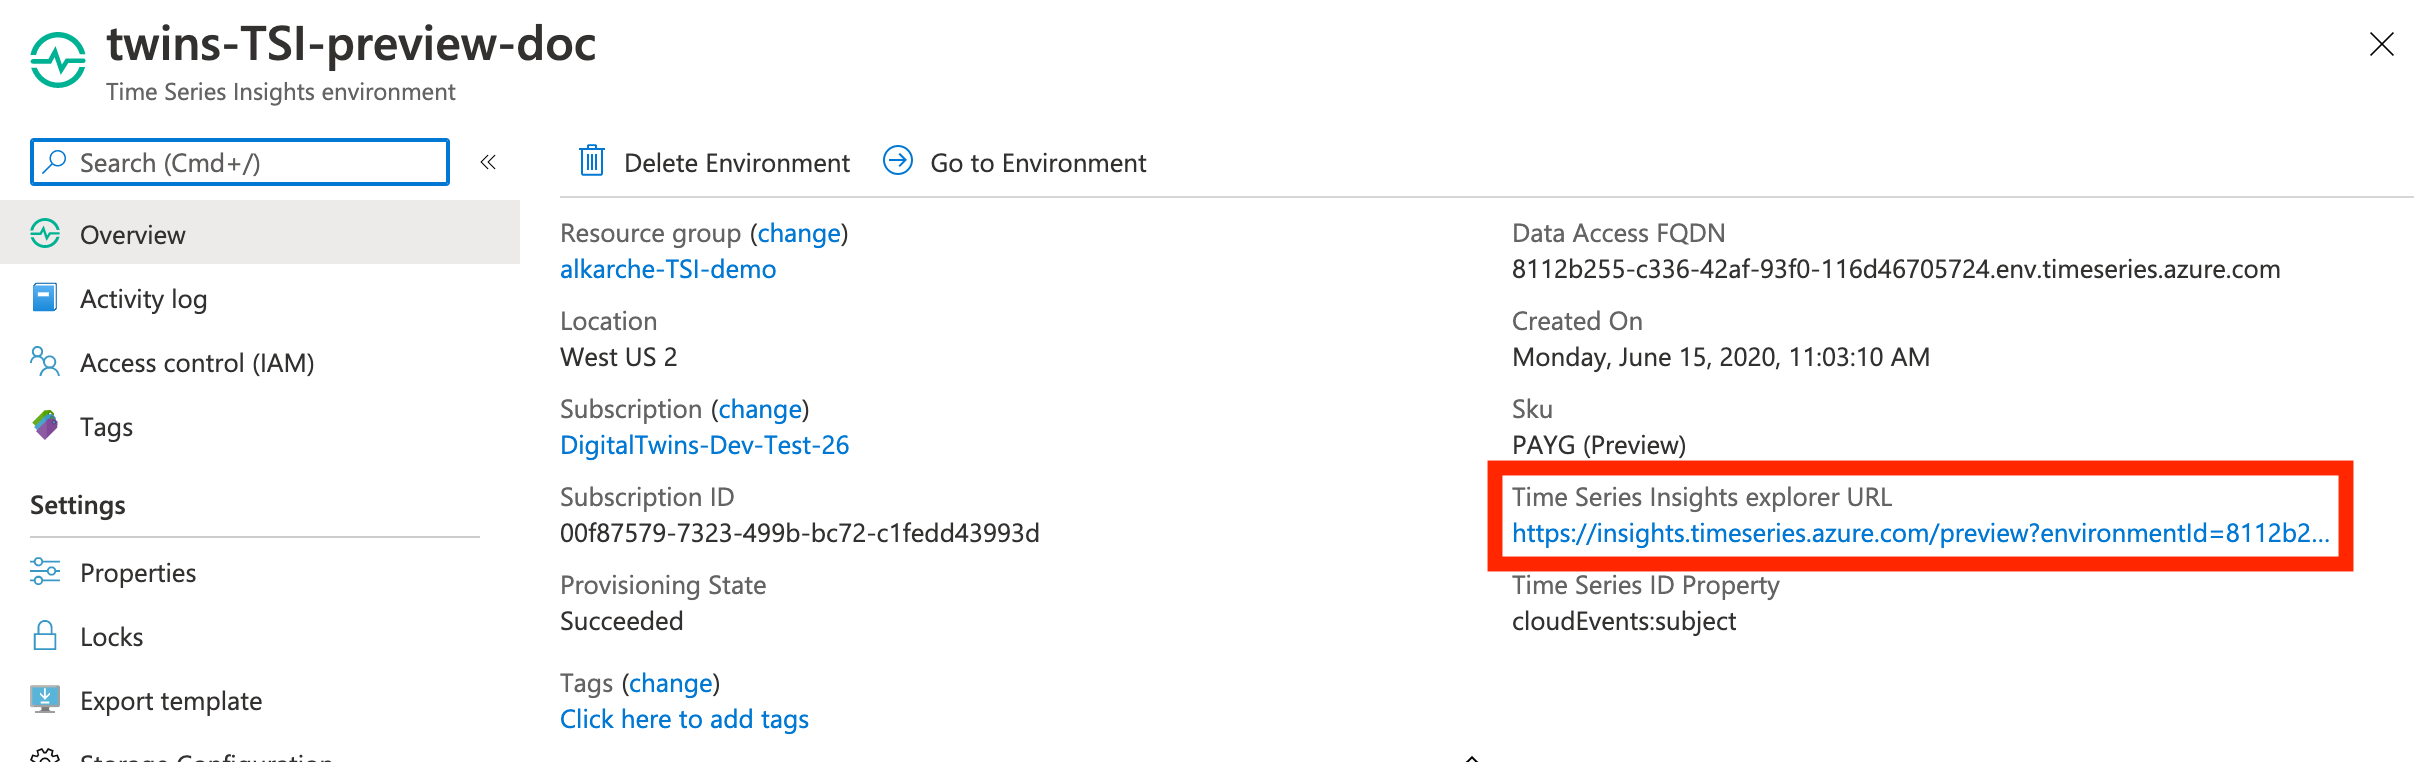 twins-TSI-preview-doc
Time Series Insights environment
Search (Cmd+/)
«
Overview
Activity log
Access control (IAM)
Tags
Settings
Properties
Locks
Export template
Storage Configuration
Delete Environment
Go to Environment
Resource group (change)
alkarche-TSI-demo
Location
West US 2
Subscription (change)
DigitalTwins-Dev-Test-26
Subscription ID
00f87579-7323-499b-bc72-c1fedd43993d
Provisioning State
Succeeded
Tags (change)
Click here to add tags
Data Access FQDN
8112b255-c336-42af-93f0-116d46705724.env.timeseries.azure.com
Created On
Monday, June 15, 2020, 11:03:10 AM
Sku
PAYG (Preview)
Time Series Insights explorer URL
https://insights.timeseries.azure.com/preview?environmentId=8112b2...
Time Series ID Property
cloudEvents:subject